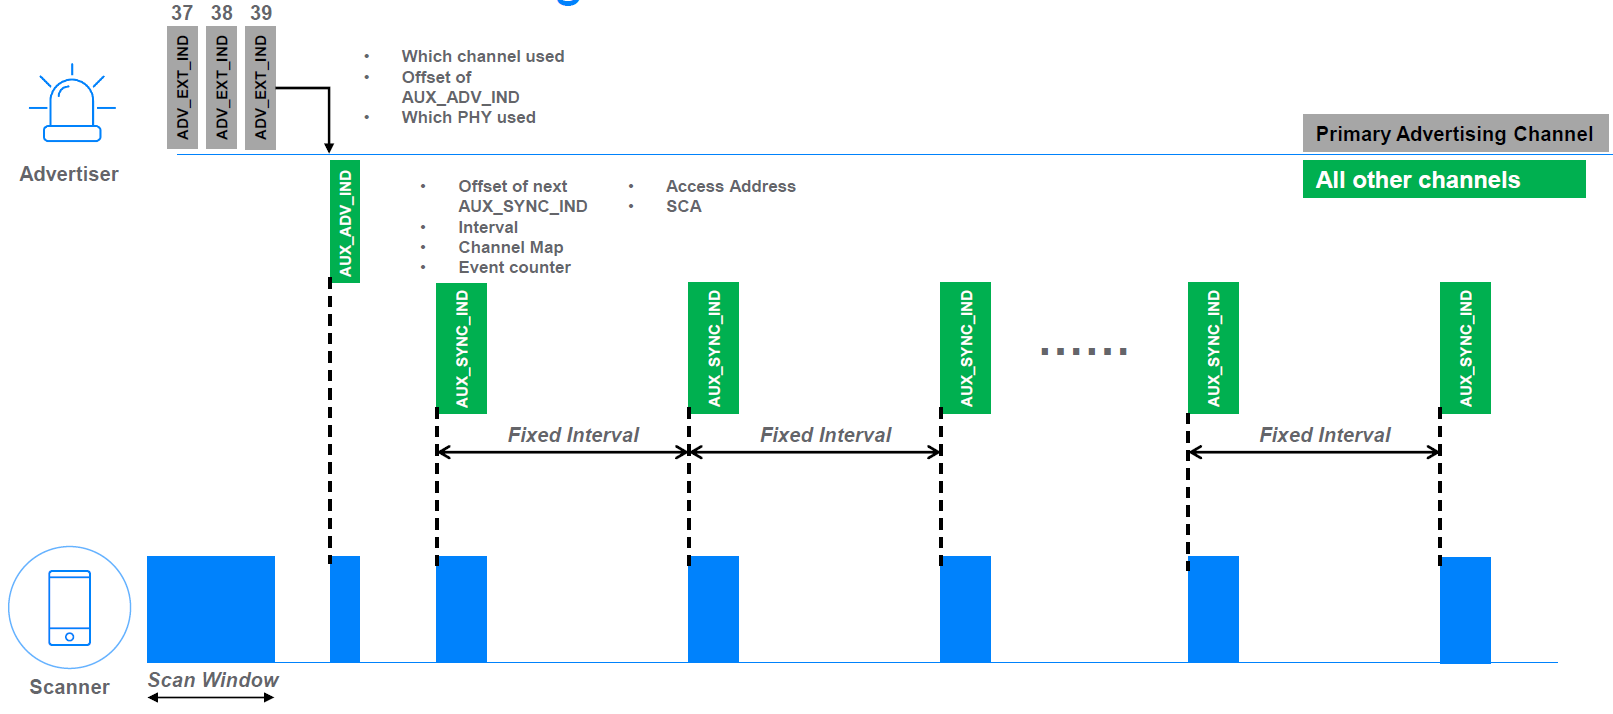 37 38 39
ADV_EXT_IND
ADV_EXT_IND
ADV_EXT_IND
• Which channel used
• Offset of
AUX_ADV_IND
• Which PHY used
Advertiser
Primary Advertising Channel
All other channels
AUX_ADV_IND
• Offset of next
AUX_SYNC_IND
• Interval
• Channel Map
• Event counter
• Access Address
• SCA
AUX_SYNC_IND
AUX_SYNC_IND
AUX_SYNC_IND
......
AUX_SYNC_IND
AUX_SYNC_IND
Fixed Interval
Fixed Interval
Fixed Interval
Scanner
Scan Window